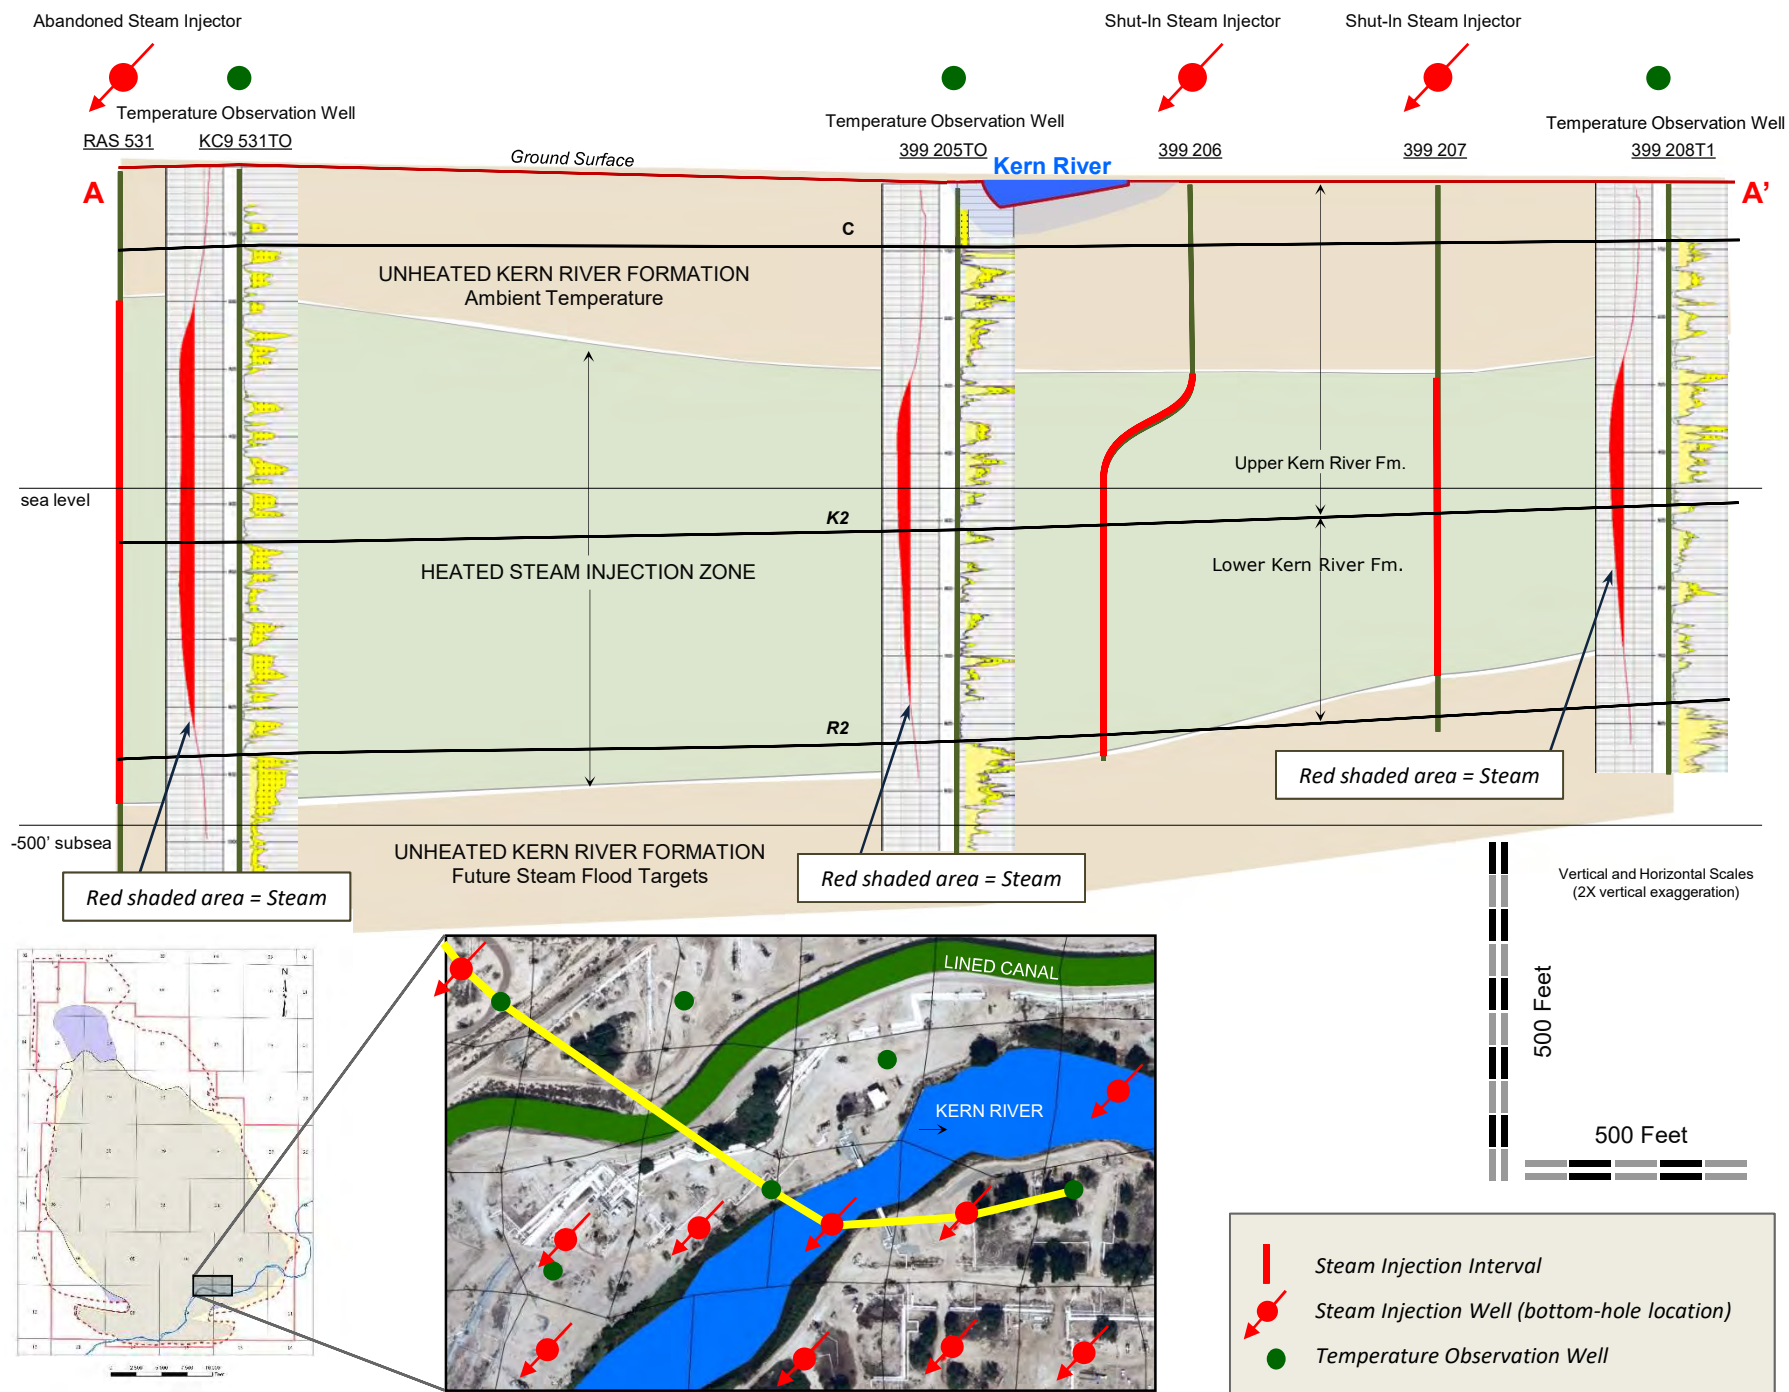 Abandoned Steam Injector
Shut-In Steam Injector
Shut-In Steam Injector
Temperature Observation Well
Temperature Observation Well
Temperature Observation Well
RAS 531
KC9 531TO
399 205TO
399 206
399 207
399 208T1
Ground Surface
Kern River
A
A’
C
UNHEATED KERN RIVER FORMATION
Ambient Temperature
Upper Kern River Fm.
sea level
K2
HEATED STEAM INJECTION ZONE
Lower Kern River Fm.
R2
Red shaded area = Steam
-500’ subsea
UNHEATED KERN RIVER FORMATION
Future Steam Flood Targets
Red shaded area = Steam
Red shaded area = Steam
Vertical and Horizontal Scales
(2X vertical exaggeration)
500 Feet
500 Feet
LINED CANAL
KERN RIVER
N
Steam Injection Interval
Steam Injection Well (bottom-hole location)
Temperature Observation Well